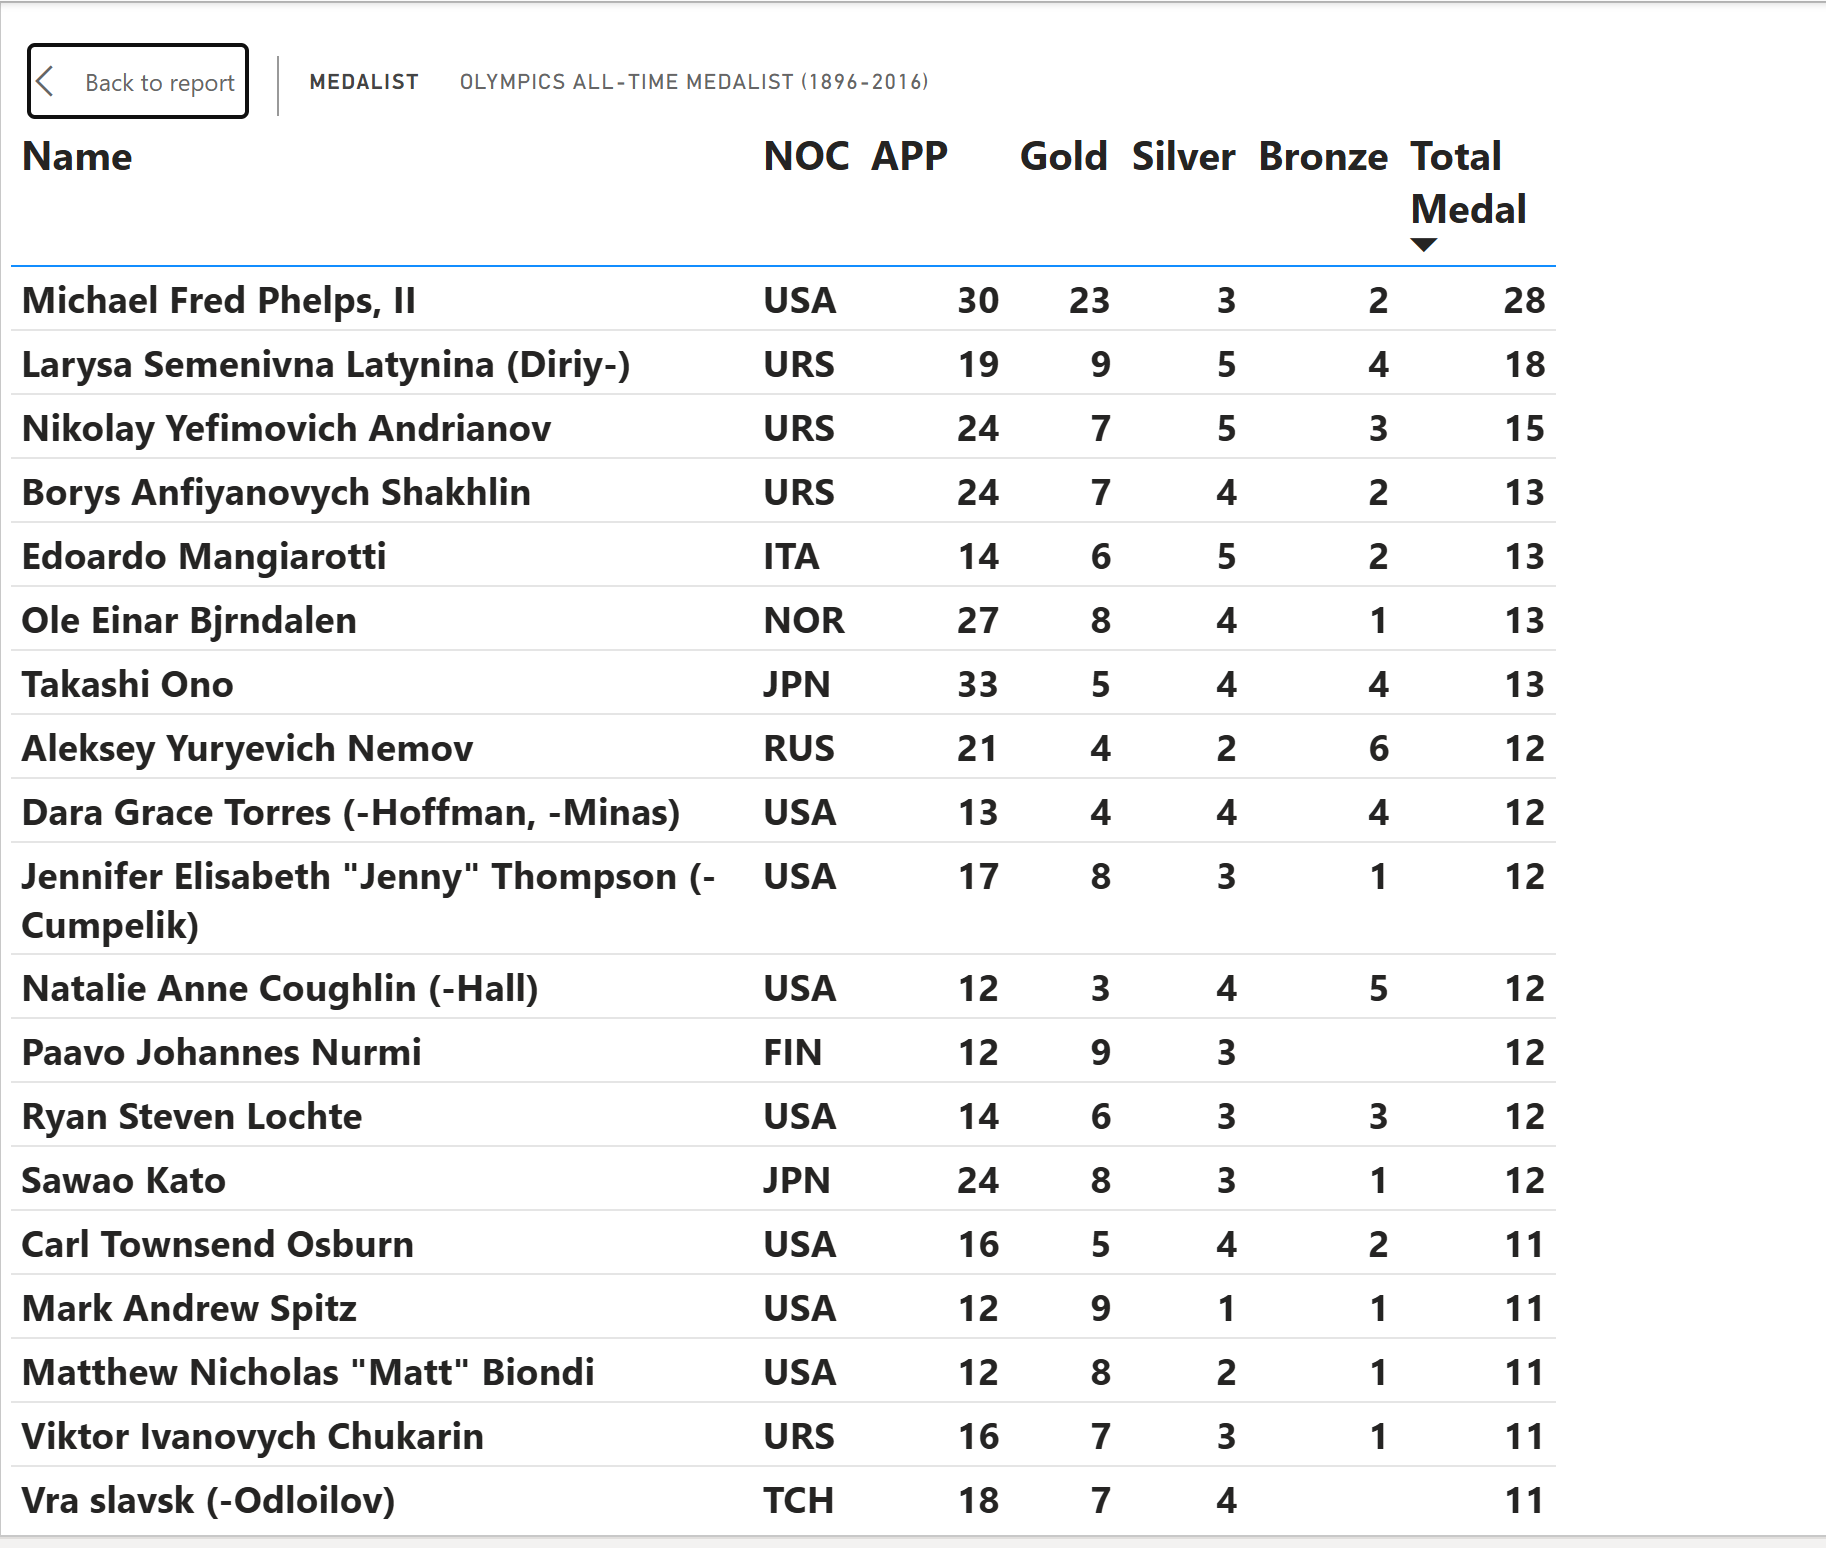 Back to report
MEDALIST OLYMPICS ALL-TIME MEDALIST (1896-2016)
Name NOC APP Gold Silver Bronze Total
Medal
Michael Fred Phelps, II USA 30 23 3 2 28
Larysa Semenivna Latynina (Diriy-) URS 19 9 5 4 18
Nikolay Yefimovich Andrianov URS 24 7 5 3 15
Borys Anfiyanovych Shakhlin URS 24 7 4 2 13
Edoardo Mangiarotti ITA 14 6 5 2 13
Ole Einar Bjrndalen NOR 27 8 4 1 13
Takashi Ono JPN 33 5 4 4 13
Aleksey Yuryevich Nemov RUS 21 4 2 6 12
Dara Grace Torres (-Hoffman, -Minas) USA 13 4 4 4 12
Jennifer Elisabeth "Jenny" Thompson (- USA 17 8 3 1 12
Cumpelik)
Natalie Anne Coughlin (-Hall) USA 12 3 4 5 12
Paavo Johannes Nurmi FIN 12 9 3 12
Ryan Steven Lochte USA 14 6 3 3 12
Sawao Kato JPN 24 8 3 1 12
Carl Townsend Osburn USA 16 5 4 2 11
Mark Andrew Spitz USA 12 9 1 1 11
Matthew Nicholas "Matt" Biondi USA 12 8 2 1 11
Viktor Ivanovych Chukarin URS 16 7 3 1 11
Vra slavsk (-Odloilov) TCH 18 7 4 11